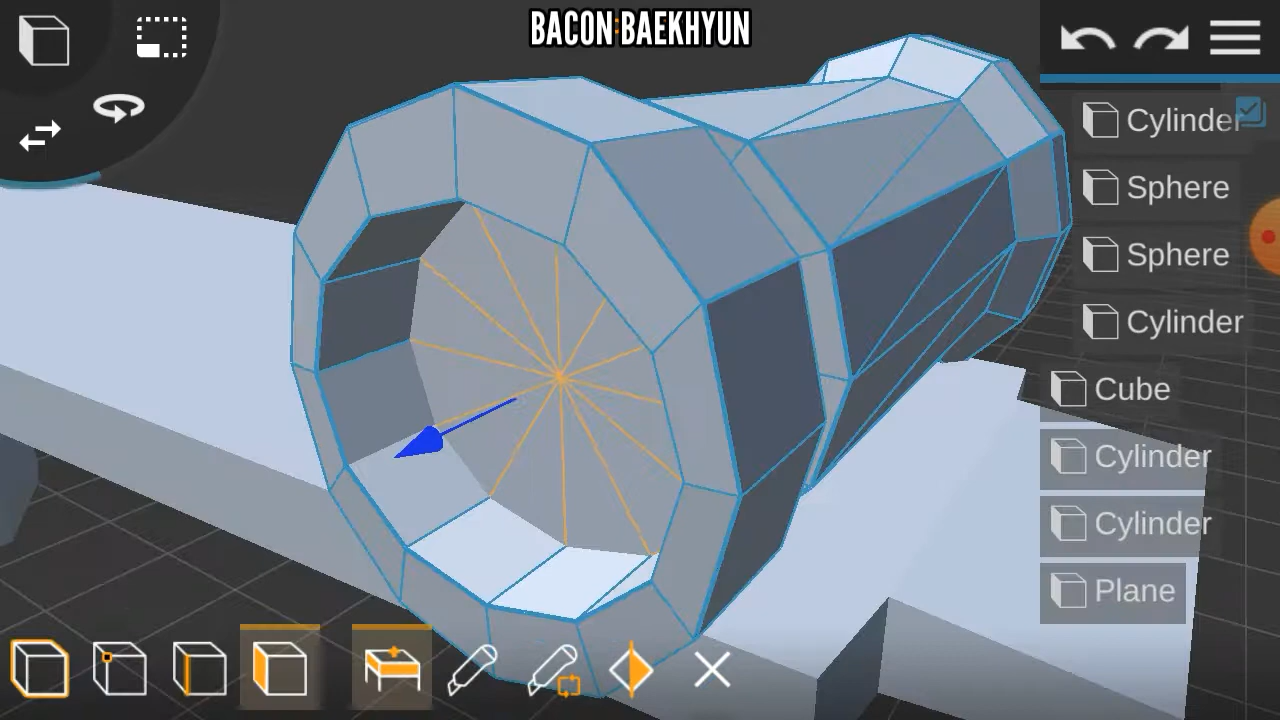 BACON BAEKHYUN
Cylinder
Sphere
Sphere
Cylinder
Cube
Cylinder
Cylinder
Plane